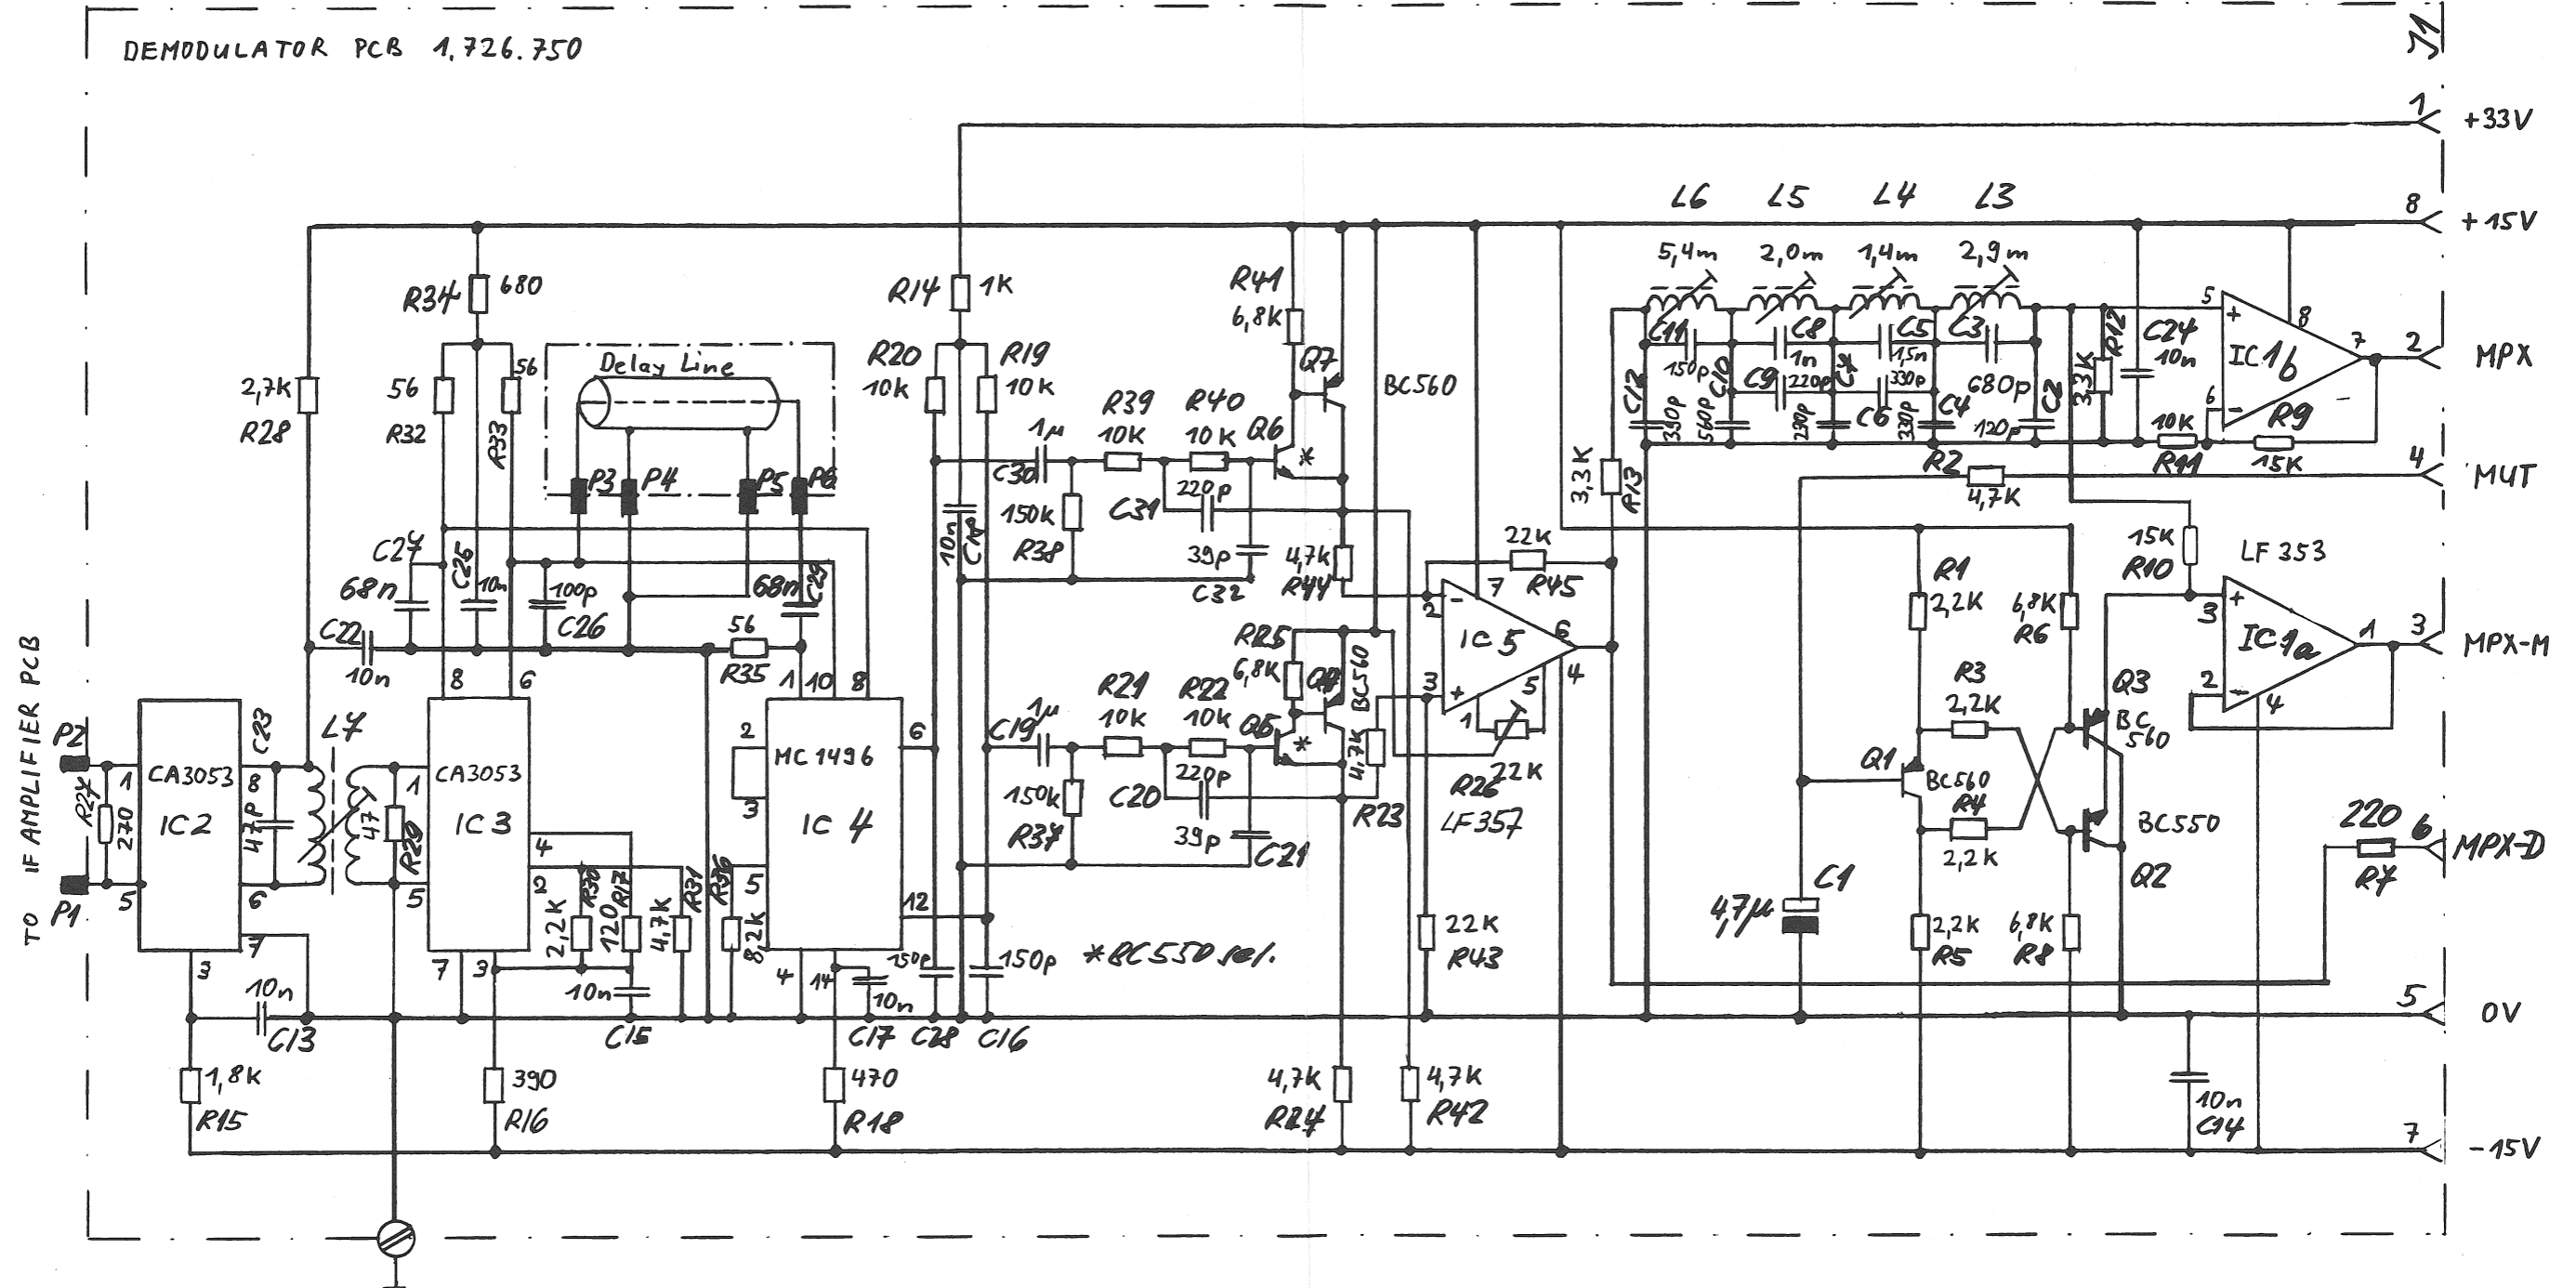 DEMODULATOR PCB 1.726.750
J1
1 +33V
8 +15V
2 MPX
4 MUT
3 MPX-M
6 MPX-D
5 0V
7 -15V
TO IF AMPLIFIER PCB
P2
P1
270
1
5
CA3053
IC2
8
6
7
3
C23
47p
L7
47
R29
2,7K
R28
C22
10n
10n
C13
1,8K
R15
R34
680
56
R32
56
R33
C27
68n
C25
10n
100p
C26
Delay Line
P3
P4
P5
P6
68n
C29
56
R35
8
6
1
CA3053
IC3
5
4
2
7
3
R30
2,2K
R17
120
4,7K
R31
R36
8,2K
10n
C15
390
R16
1
10
8
2
3
MC1496
IC 4
6
5
12
4
14
10n
C17
470
R18
150p
C28
150p
C16
R14
1K
R20
10K
R19
10K
10n
C18
1µ
C30
R39
10K
R40
10K
150K
R38
C31
220p
39p
C32
Q6
*
R41
6,8K
Q7
BC560
4,7K
R44
C19
1µ
R21
10K
R22
10K
150K
R37
C20
220p
39p
C21
Q5
*
R25
6,8K
BC560
4,7K
R23
*BC550 sel.
4,7K
R24
4,7K
R42
22K
R45
2
-
7
IC 5
6
3
+
1
5
4
R26
22K
LF357
22K
R43
3,3K
R13
L6
L5
L4
L3
5,4m
2,0m
1,4m
2,9m
C11
150p
C8
1n
C5
1,5n
C3
680p
C12
390p
C10
560p
C9
220p
C6
330p
C4
330p
C2
120p
R12
3,3K
C24
10n
5
+
8
IC1b
7
6
-
R9
15K
10K
R11
R2
4,7K
15K
R10
LF 353
3
+
IC1a
1
2
-
4
R1
2,2K
6,8K
R6
R3
2,2K
Q3
BC
560
Q1
BC560
R4
2,2K
BC550
Q2
C1
4,7µ
2,2K
R5
6,8K
R8
220
R7
10n
C14